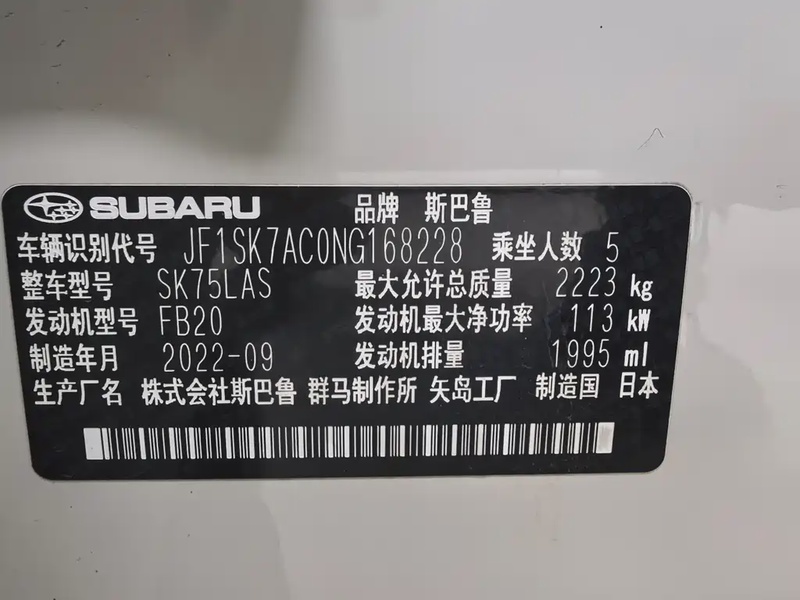 SUBARU 品牌 斯巴鲁
车辆识别代号 JF1SK7AC0NG168228 乘坐人数 5
整车型号 SK75LAS 最大允许总质量 2223 kg
发动机型号 FB20 发动机最大净功率 113 kW
制造年月 2022-09 发动机排量 1995 ml
生产厂名 株式会社斯巴鲁 群马制作所 矢岛工厂 制造国 日本